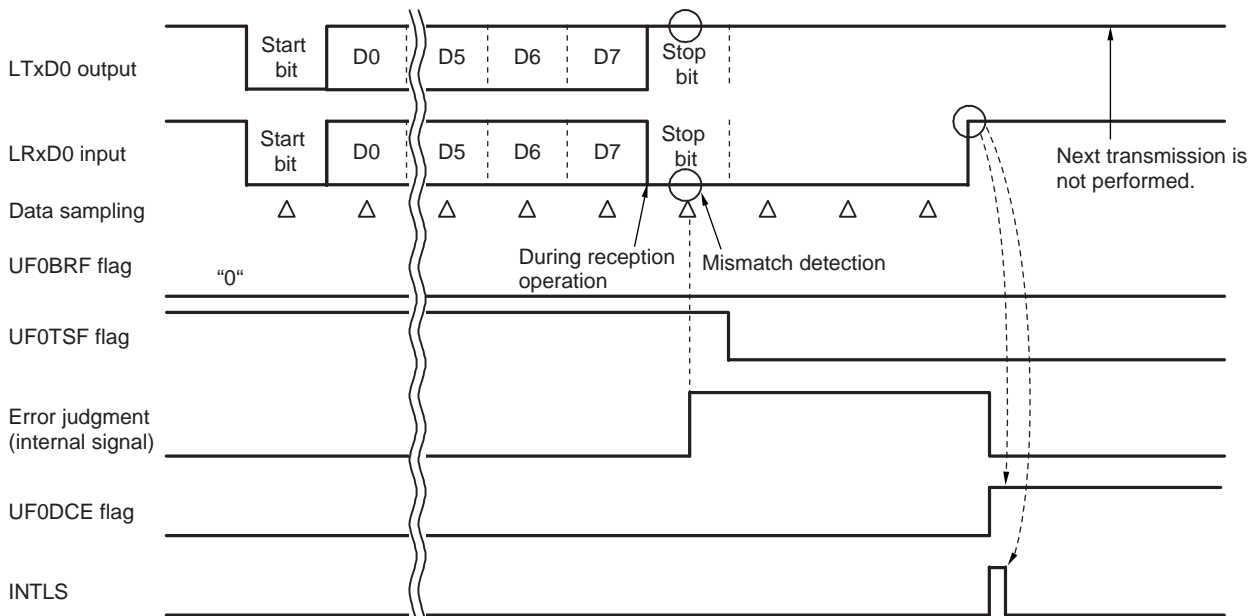 LTxD0 output
Start
bit
D0
D5
D6
D7
Stop
bit
LRxD0 input
Start
bit
D0
D5
D6
D7
Stop
bit
Next transmission is
not performed.
Data sampling
During reception
operation
Mismatch detection
UF0BRF flag
“0“
UF0TSF flag
Error judgment
(internal signal)
UF0DCE flag
INTLS